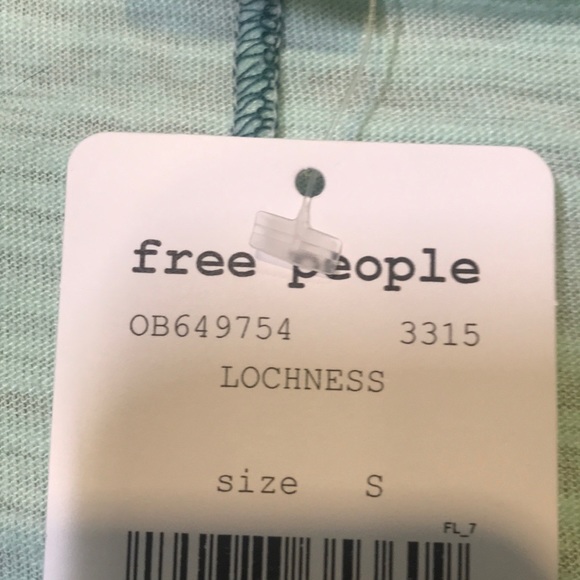 free people
OB649754 3315
LOCHNESS
size S
FL_7